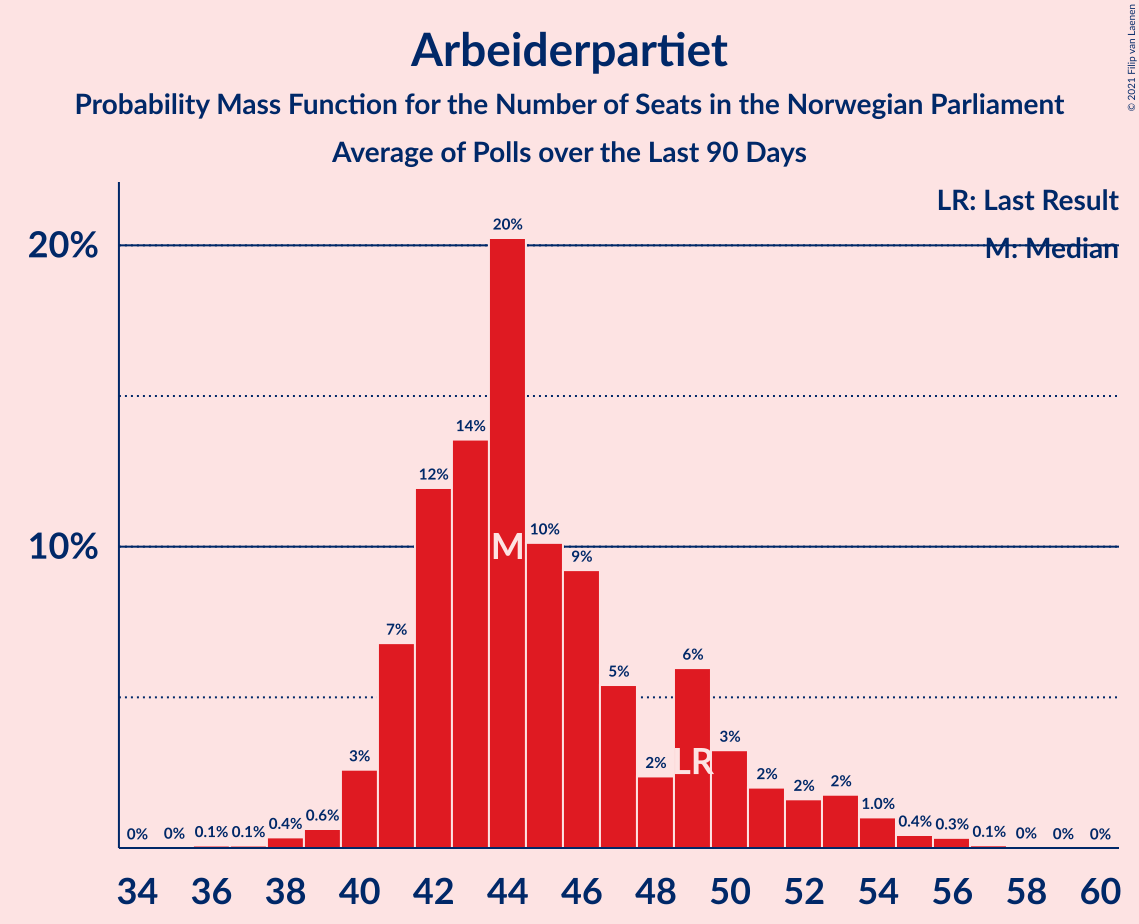 Arbeiderpartiet
Probability Mass Function for the Number of Seats in the Norwegian Parliament
Average of Polls over the Last 90 Days
© 2021 Filip van Laenen
LR: Last Result
M: Median
20%
10%
0% 0% 0.1% 0.1% 0.4% 0.6% 3% 7% 12% 14% 20% 10% 9% 5% 2% 6% 3% 2% 2% 2% 1.0% 0.4% 0.3% 0.1% 0% 0% 0%
M
LR
34 36 38 40 42 44 46 48 50 52 54 56 58 60